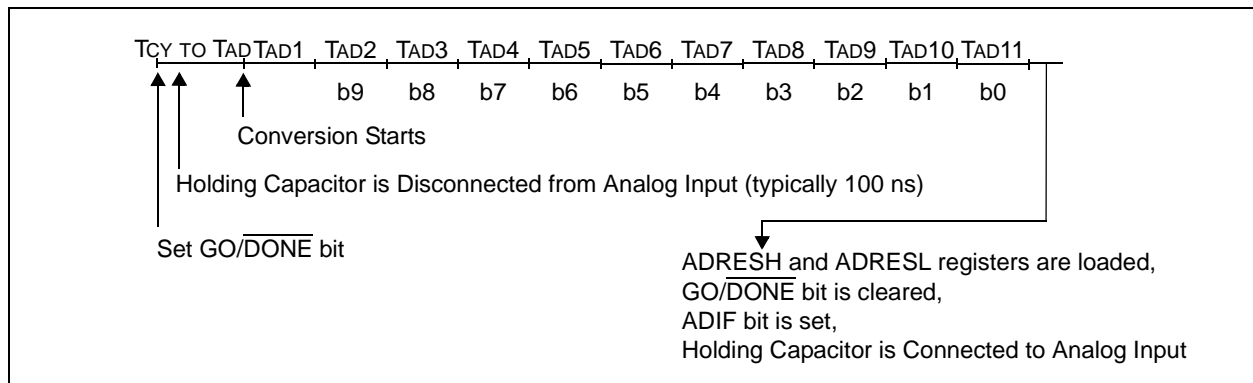 TCY TO TAD TAD1 TAD2 TAD3 TAD4 TAD5 TAD6 TAD7 TAD8 TAD9 TAD10 TAD11
b9 b8 b7 b6 b5 b4 b3 b2 b1 b0
Conversion Starts
Holding Capacitor is Disconnected from Analog Input (typically 100 ns)
Set GO/DONE bit
ADRESH and ADRESL registers are loaded,
GO/DONE bit is cleared,
ADIF bit is set,
Holding Capacitor is Connected to Analog Input